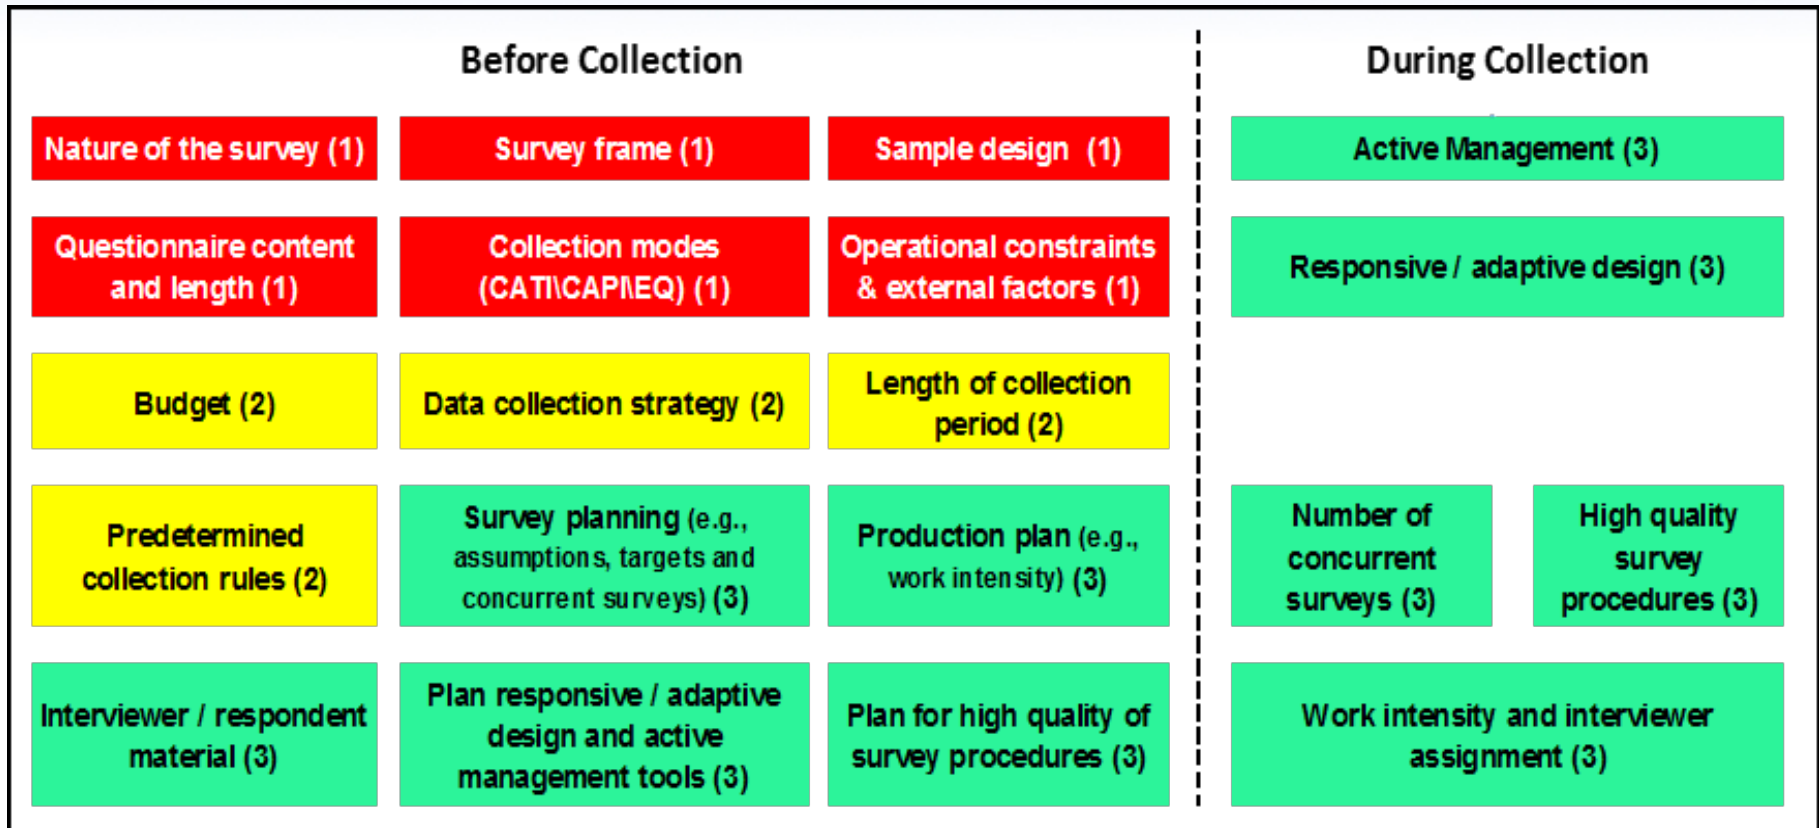 Before Collection
During Collection
Nature of the survey (1)
Survey frame (1)
Sample design (1)
Active Management (3)
Questionnaire content
and length (1)
Collection modes
(CATI\CAPI\EQ) (1)
Operational constraints
& external factors (1)
Responsive / adaptive design (3)
Budget (2)
Data collection strategy (2)
Length of collection
period (2)
Predetermined
collection rules (2)
Survey planning (e.g.,
assumptions, targets and
concurrent surveys) (3)
Production plan (e.g.,
work intensity) (3)
Number of
concurrent
surveys (3)
High quality
survey
procedures (3)
Interviewer / respondent
material (3)
Plan responsive / adaptive
design and active
management tools (3)
Plan for high quality of
survey procedures (3)
Work intensity and interviewer
assignment (3)